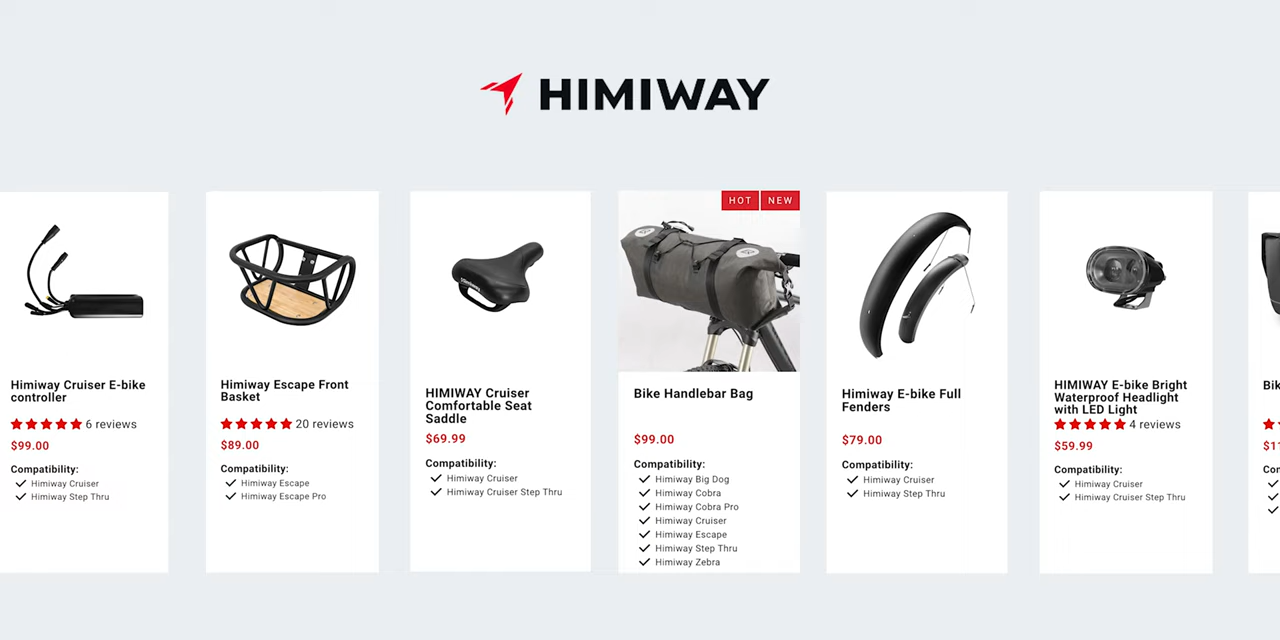 HIMIWAY
Himiway Cruiser E-bike
controller
6 reviews
$99.00
Compatibility:
Himiway Cruiser
Himiway Step Thru
Himiway Escape Front
Basket
20 reviews
$89.00
Compatibility:
Himiway Escape
Himiway Escape Pro
HIMIWAY Cruiser
Comfortable Seat
Saddle
$69.99
Compatibility:
Himiway Cruiser
Himiway Cruiser Step Thru
HOT NEW
Bike Handlebar Bag
$99.00
Compatibility:
Himiway Big Dog
Himiway Cobra
Himiway Cobra Pro
Himiway Cruiser
Himiway Escape
Himiway Step Thru
Himiway Zebra
Himiway E-bike Full
Fenders
$79.00
Compatibility:
Himiway Cruiser
Himiway Step Thru
HIMIWAY E-bike Bright
Waterproof Headlight
with LED Light
4 reviews
$59.99
Compatibility:
Himiway Cruiser
Himiway Cruiser Step Thru